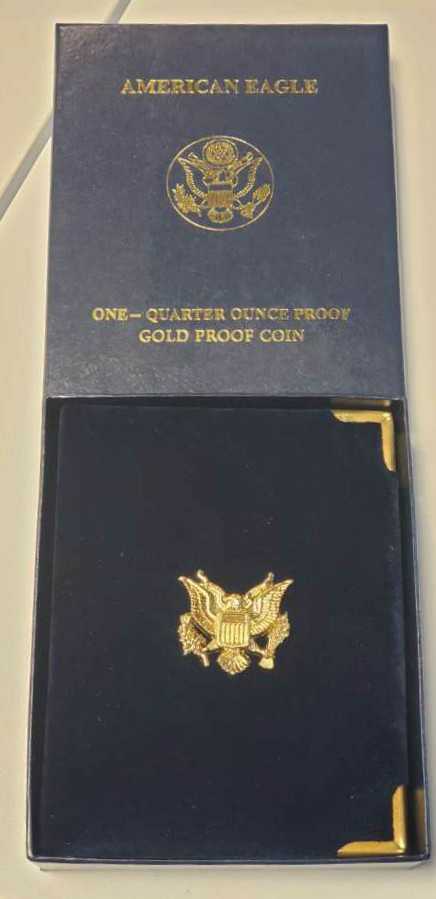 AMERICAN EAGLE
ONE– QUARTER OUNCE PROOF
GOLD PROOF COIN